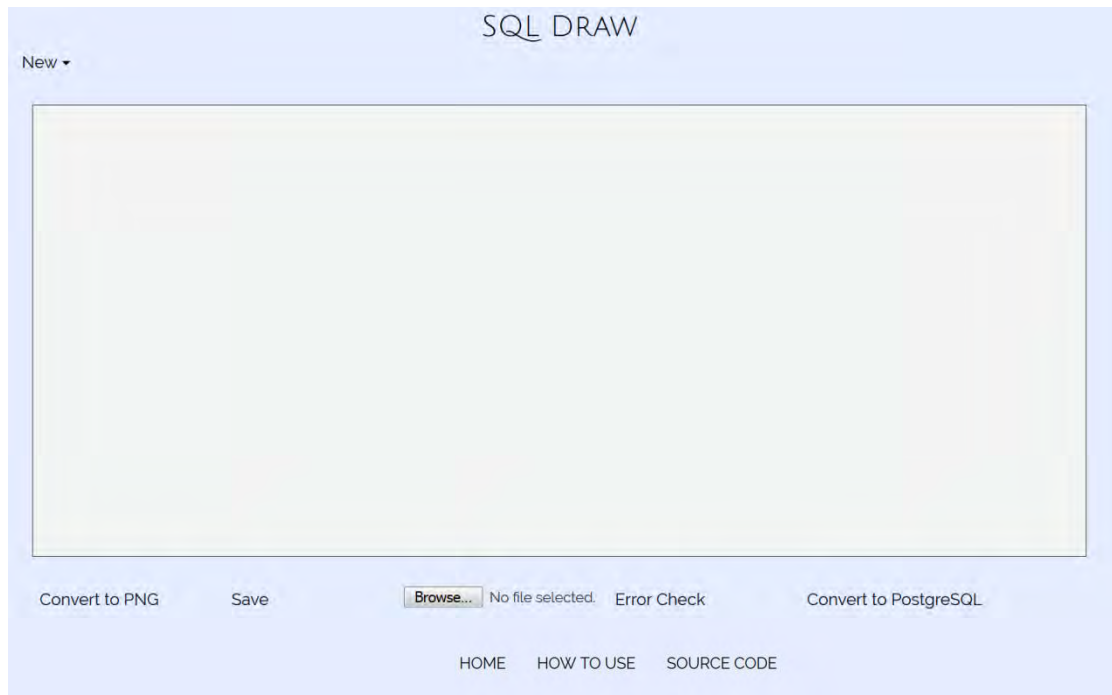 SQL DRAW
New
Convert to PNG Save Browse... No file selected. Error Check Convert to PostgreSQL
HOME HOW TO USE SOURCE CODE